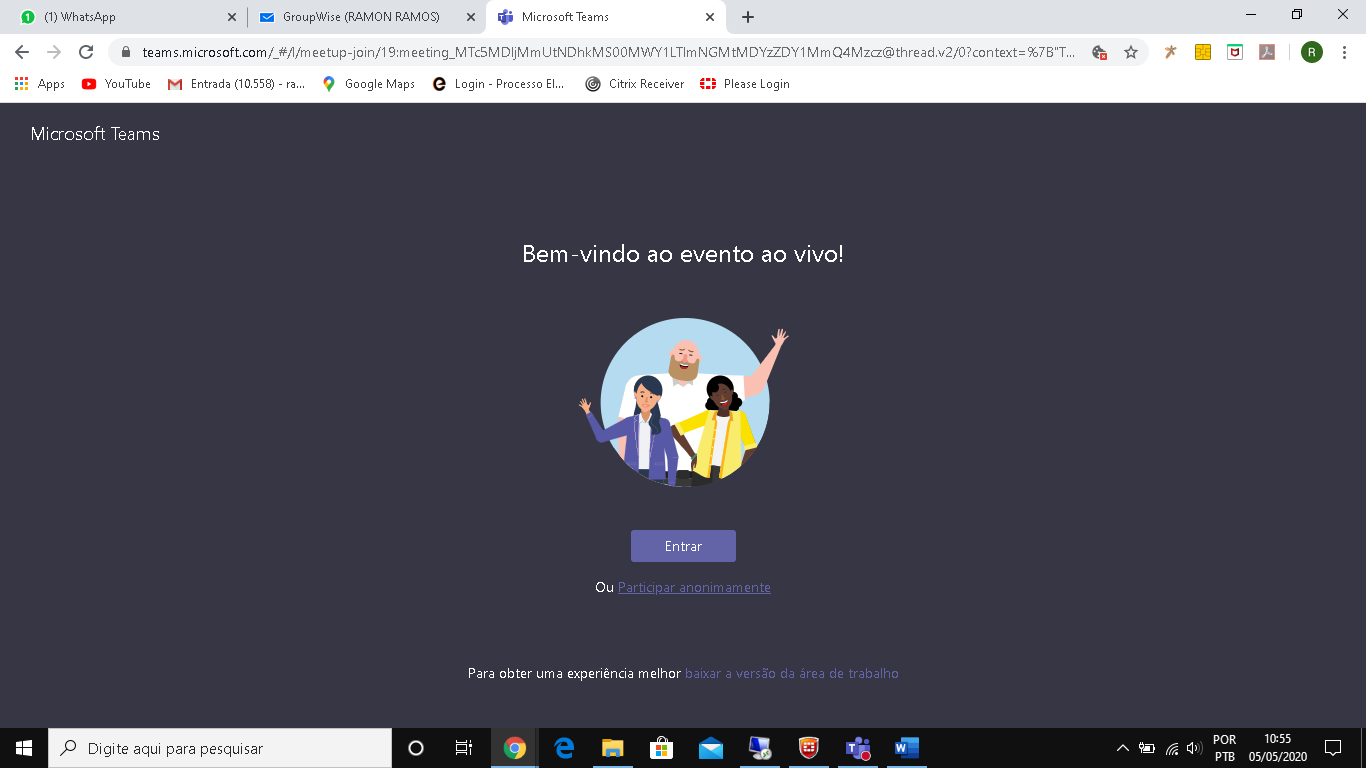 (1) WhatsApp
GroupWise (RAMON RAMOS)
Microsoft Teams
teams.microsoft.com/_#/l/meetup-join/19:meeting_MTc5MDljMmUtNDhkMS00MWY1LTlmNGMtMDYzZDY1MmQ4Mzcz@thread.v2/0?context=%7B"T...
R
Apps
YouTube
Entrada (10.558) - ra...
Google Maps
Login - Processo El...
Citrix Receiver
Please Login
Microsoft Teams
Bem-vindo ao evento ao vivo!
Entrar
Ou Participar anonimamente
Para obter uma experiência melhor baixar a versão da área de trabalho
Digite aqui para pesquisar
POR
PTB
10:55
05/05/2020